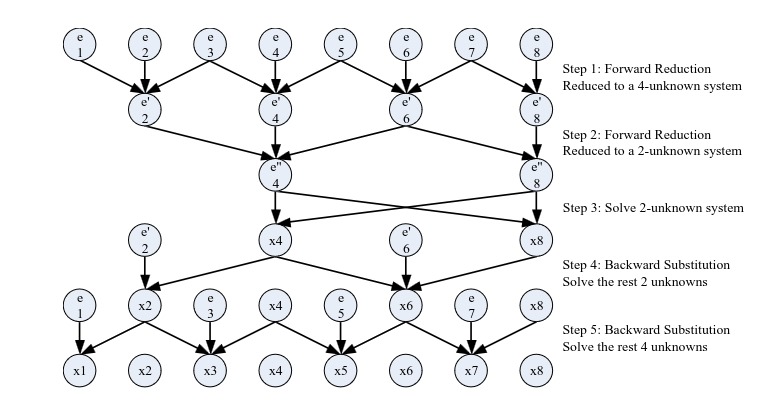 e e e e e e e e
1 2 3 4 5 6 7 8
Step 1: Forward Reduction
Reduced to a 4-unknown system
e' e' e' e'
2 4 6 8
Step 2: Forward Reduction
Reduced to a 2-unknown system
e'' e''
4 8
Step 3: Solve 2-unknown system
e' x4 e' x8
2 6
Step 4: Backward Substitution
Solve the rest 2 unknowns
e x2 e x4 e x6 e x8
1 3 5 7
Step 5: Backward Substitution
Solve the rest 4 unknowns
x1 x2 x3 x4 x5 x6 x7 x8